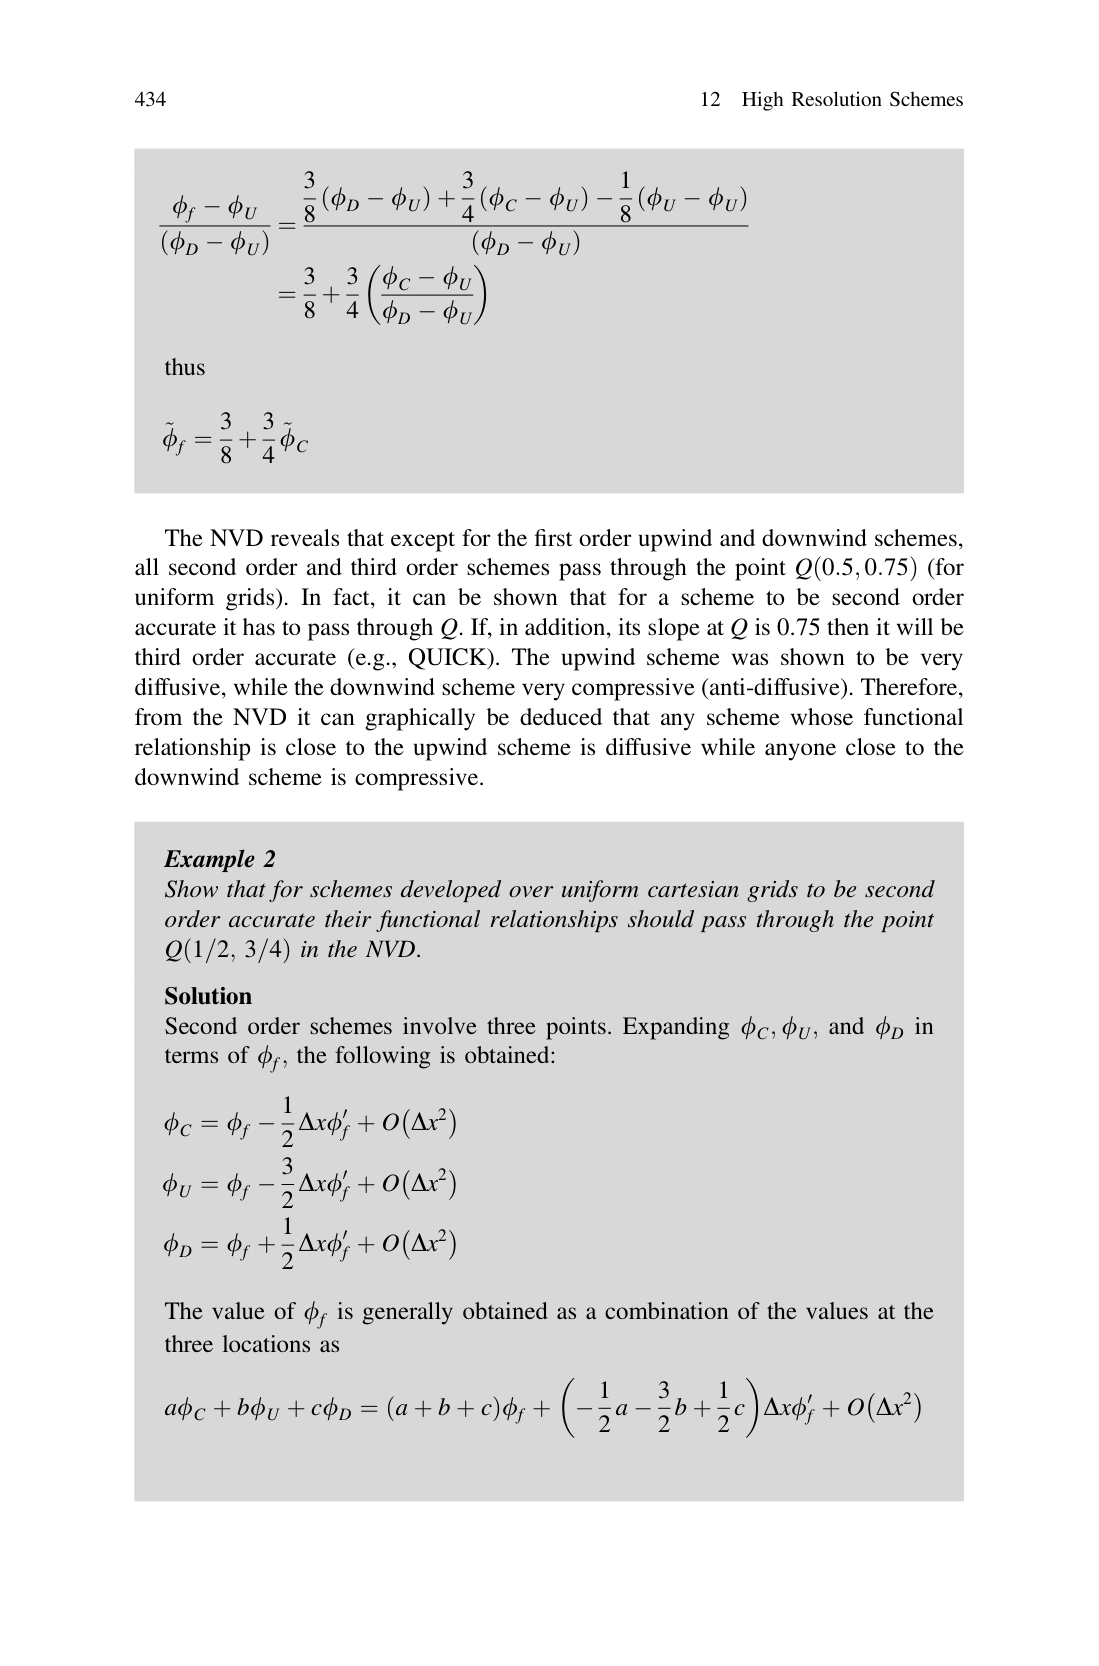 434 12 High Resolution Schemes
$\frac{\phi_f - \phi_U}{(\phi_D - \phi_U)} = \frac{\frac{3}{8}(\phi_D - \phi_U) + \frac{3}{4}(\phi_C - \phi_U) - \frac{1}{8}(\phi_U - \phi_U)}{(\phi_D - \phi_U)}$
$= \frac{3}{8} + \frac{3}{4}\left(\frac{\phi_C - \phi_U}{\phi_D - \phi_U}\right)$
thus
$\tilde{\phi}_f = \frac{3}{8} + \frac{3}{4}\tilde{\phi}_C$
The NVD reveals that except for the first order upwind and downwind schemes,
all second order and third order schemes pass through the point $Q(0.5, 0.75)$ (for
uniform grids). In fact, it can be shown that for a scheme to be second order
accurate it has to pass through $Q$. If, in addition, its slope at $Q$ is 0.75 then it will be
third order accurate (e.g., QUICK). The upwind scheme was shown to be very
diffusive, while the downwind scheme very compressive (anti-diffusive). Therefore,
from the NVD it can graphically be deduced that any scheme whose functional
relationship is close to the upwind scheme is diffusive while anyone close to the
downwind scheme is compressive.
Example 2
Show that for schemes developed over uniform cartesian grids to be second
order accurate their functional relationships should pass through the point
$Q(1/2, 3/4)$ in the NVD.
Solution
Second order schemes involve three points. Expanding $\phi_C, \phi_U$, and $\phi_D$ in
terms of $\phi_f$, the following is obtained:
$\phi_C = \phi_f - \frac{1}{2}\Delta x \phi'_f + O(\Delta x^2)$
$\phi_U = \phi_f - \frac{3}{2}\Delta x \phi'_f + O(\Delta x^2)$
$\phi_D = \phi_f + \frac{1}{2}\Delta x \phi'_f + O(\Delta x^2)$
The value of $\phi_f$ is generally obtained as a combination of the values at the
three locations as
$a\phi_C + b\phi_U + c\phi_D = (a + b + c)\phi_f + \left(-\frac{1}{2}a - \frac{3}{2}b + \frac{1}{2}c\right)\Delta x \phi'_f + O(\Delta x^2)$